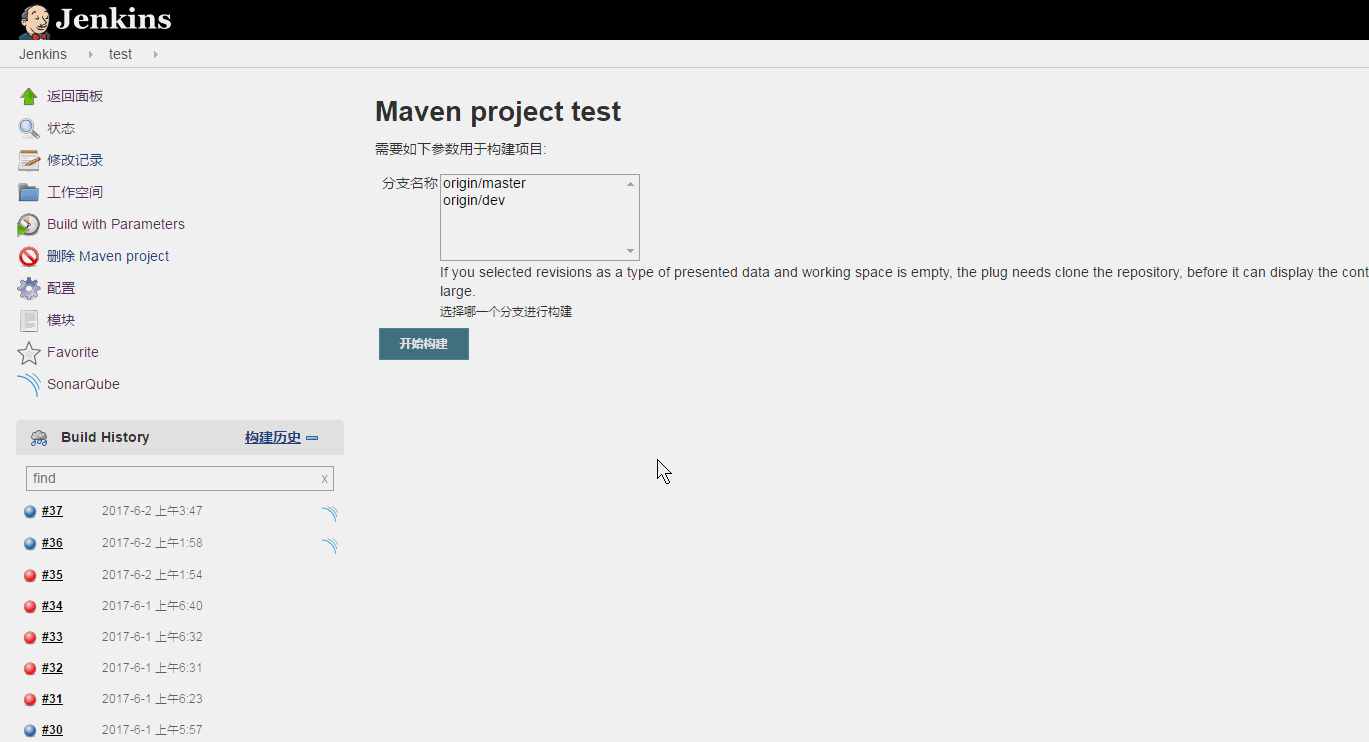 Jenkins
Jenkins test
返回面板
状态
修改记录
工作空间
Build with Parameters
删除 Maven project
配置
模块
Favorite
SonarQube
Maven project test
需要如下参数用于构建项目:
分支名称
origin/master
origin/dev
If you selected revisions as a type of presented data and working space is empty, the plug needs clone the repository, before it can display the cont
large.
选择哪一个分支进行构建
开始构建
Build History 构建历史
find x
#37 2017-6-2 上午3:47
#36 2017-6-2 上午1:58
#35 2017-6-2 上午1:54
#34 2017-6-1 上午6:40
#33 2017-6-1 上午6:32
#32 2017-6-1 上午6:31
#31 2017-6-1 上午6:23
#30 2017-6-1 上午5:57